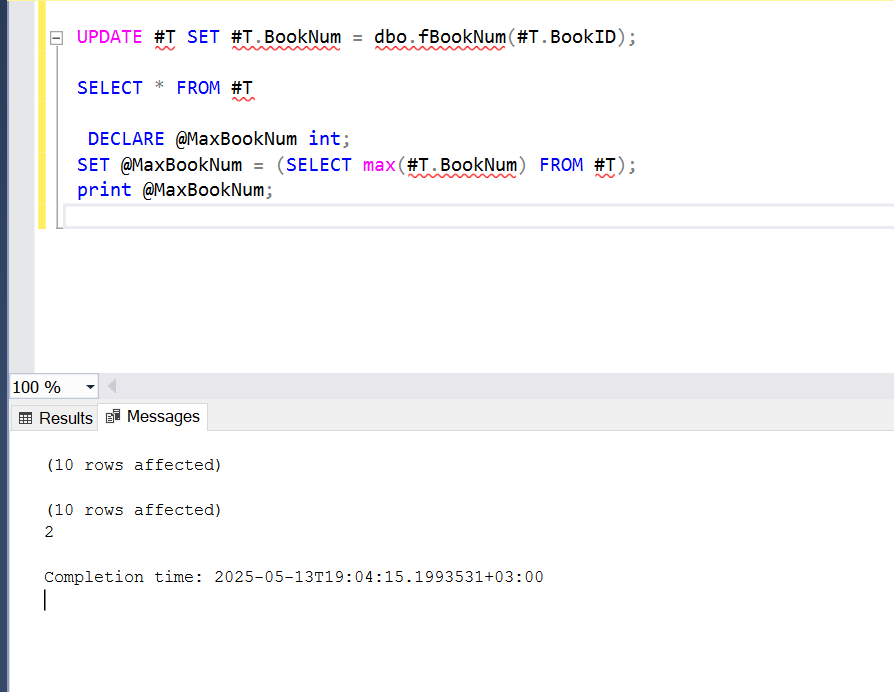 UPDATE #T SET #T.BookNum = dbo.fBookNum(#T.BookID);
SELECT * FROM #T
DECLARE @MaxBookNum int;
SET @MaxBookNum = (SELECT max(#T.BookNum) FROM #T);
print @MaxBookNum;
100 %
Results Messages
(10 rows affected)
(10 rows affected)
2
Completion time: 2025-05-13T19:04:15.1993531+03:00